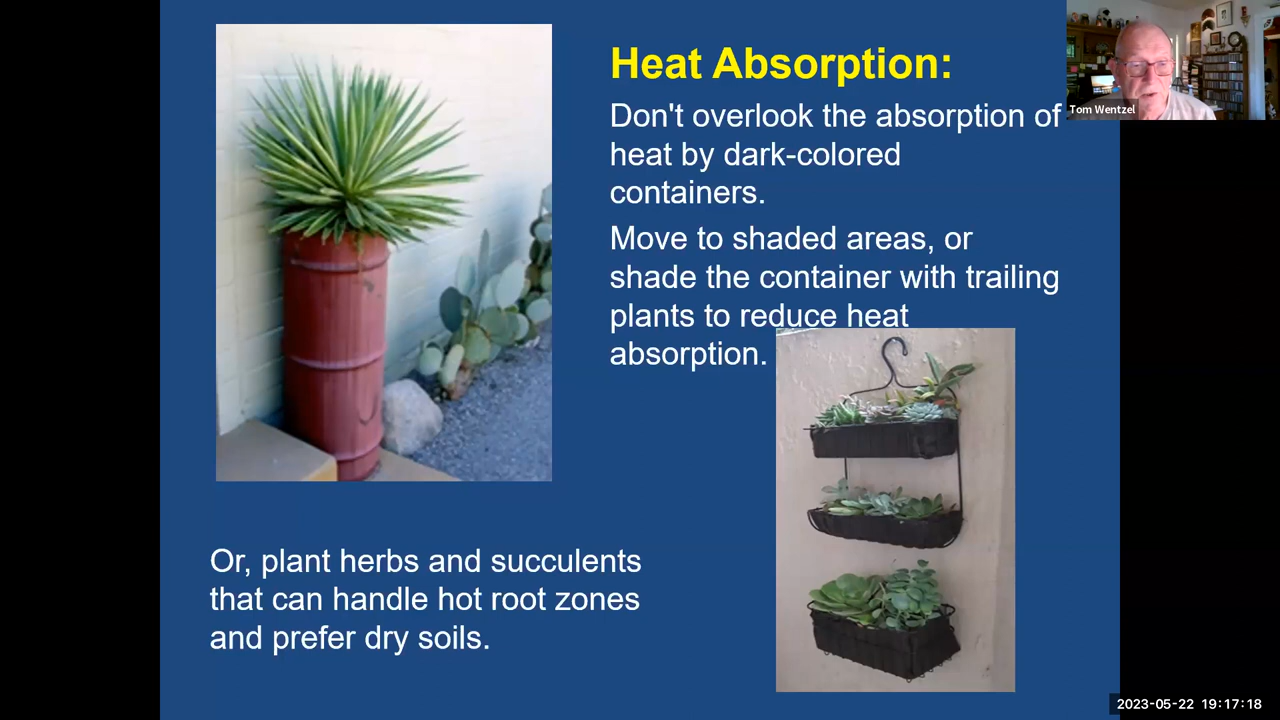 Heat Absorption:
Don't overlook the absorption of
heat by dark-colored
containers.
Move to shaded areas, or
shade the container with trailing
plants to reduce heat
absorption.
Or, plant herbs and succulents
that can handle hot root zones
and prefer dry soils.
Tom Wentzel
2023-05-22 19:17:18